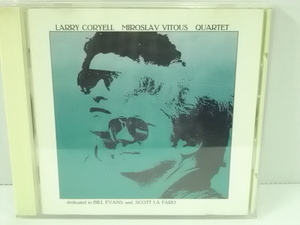 LARRY CORYELL MIROSLAV VITOUS QUARTET
dedicated to BILL EVANS and SCOTT LA FARO